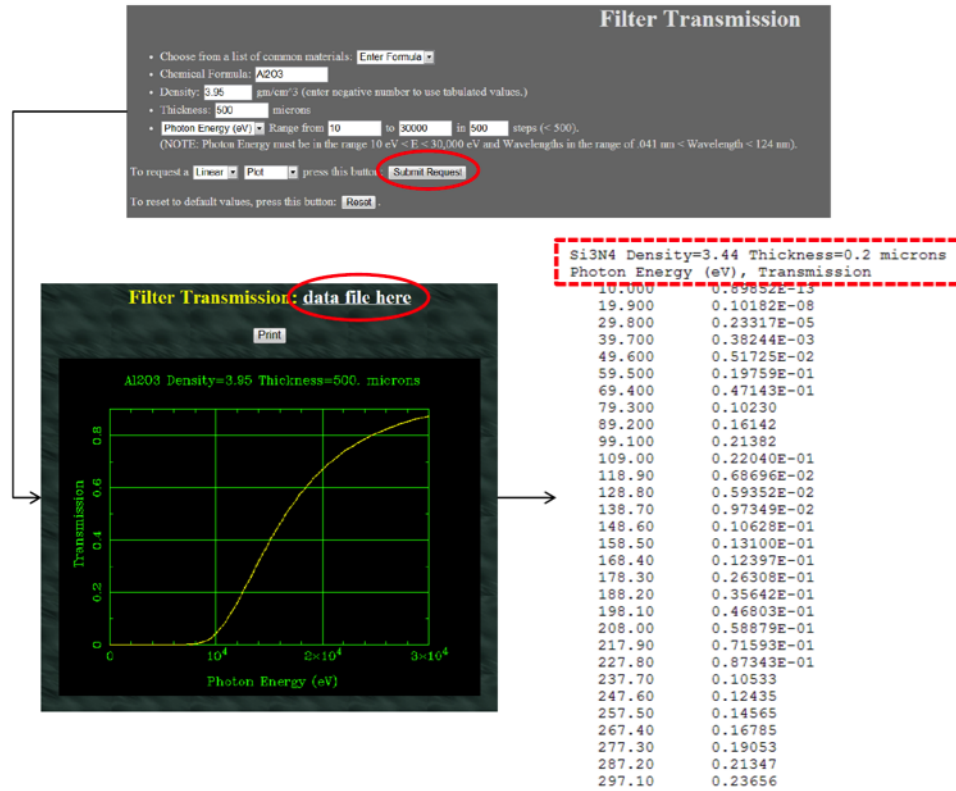 Filter Transmission
• Choose from a list of common materials: Enter Formula
• Chemical Formula: Al2O3
• Density: 3.95 gm/cm^3 (enter negative number to use tabulated values.)
• Thickness: 500 microns
• Photon Energy (eV) Range from 10 to 30000 in 500 steps (< 500).
(NOTE: Photon Energy must be in the range 10 eV < E < 30,000 eV and Wavelengths in the range of .041 nm < Wavelength < 124 nm).
To request a Linear Plot press this button: Submit Request
To reset to default values, press this button: Reset .
Filter Transmission: data file here
Print
Al2O3 Density=3.95 Thickness=500. microns
Transmission
0.8
0.6
0.4
0.2
0
0 10^4 2×10^4 3×10^4
Photon Energy (eV)
Si3N4 Density=3.44 Thickness=0.2 microns
Photon Energy (eV), Transmission
10.000 0.89852E-13
19.900 0.10182E-08
29.800 0.23317E-05
39.700 0.38244E-03
49.600 0.51725E-02
59.500 0.19759E-01
69.400 0.47143E-01
79.300 0.10230
89.200 0.16142
99.100 0.21382
109.00 0.22040E-01
118.90 0.68696E-02
128.80 0.59352E-02
138.70 0.97349E-02
148.60 0.10628E-01
158.50 0.13100E-01
168.40 0.12397E-01
178.30 0.26308E-01
188.20 0.35642E-01
198.10 0.46803E-01
208.00 0.58879E-01
217.90 0.71593E-01
227.80 0.87343E-01
237.70 0.10533
247.60 0.12435
257.50 0.14565
267.40 0.16785
277.30 0.19053
287.20 0.21347
297.10 0.23656